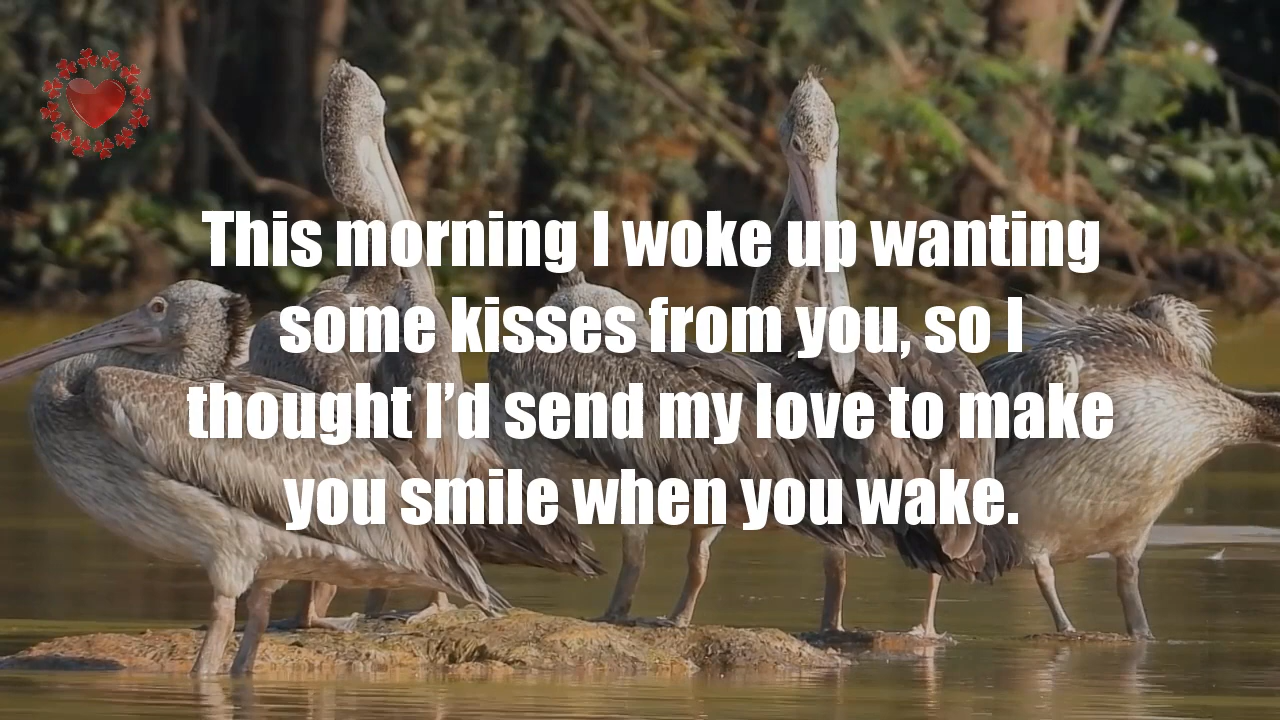 This morning I woke up wanting
some kisses from you, so I
thought I’d send my love to make
you smile when you wake.